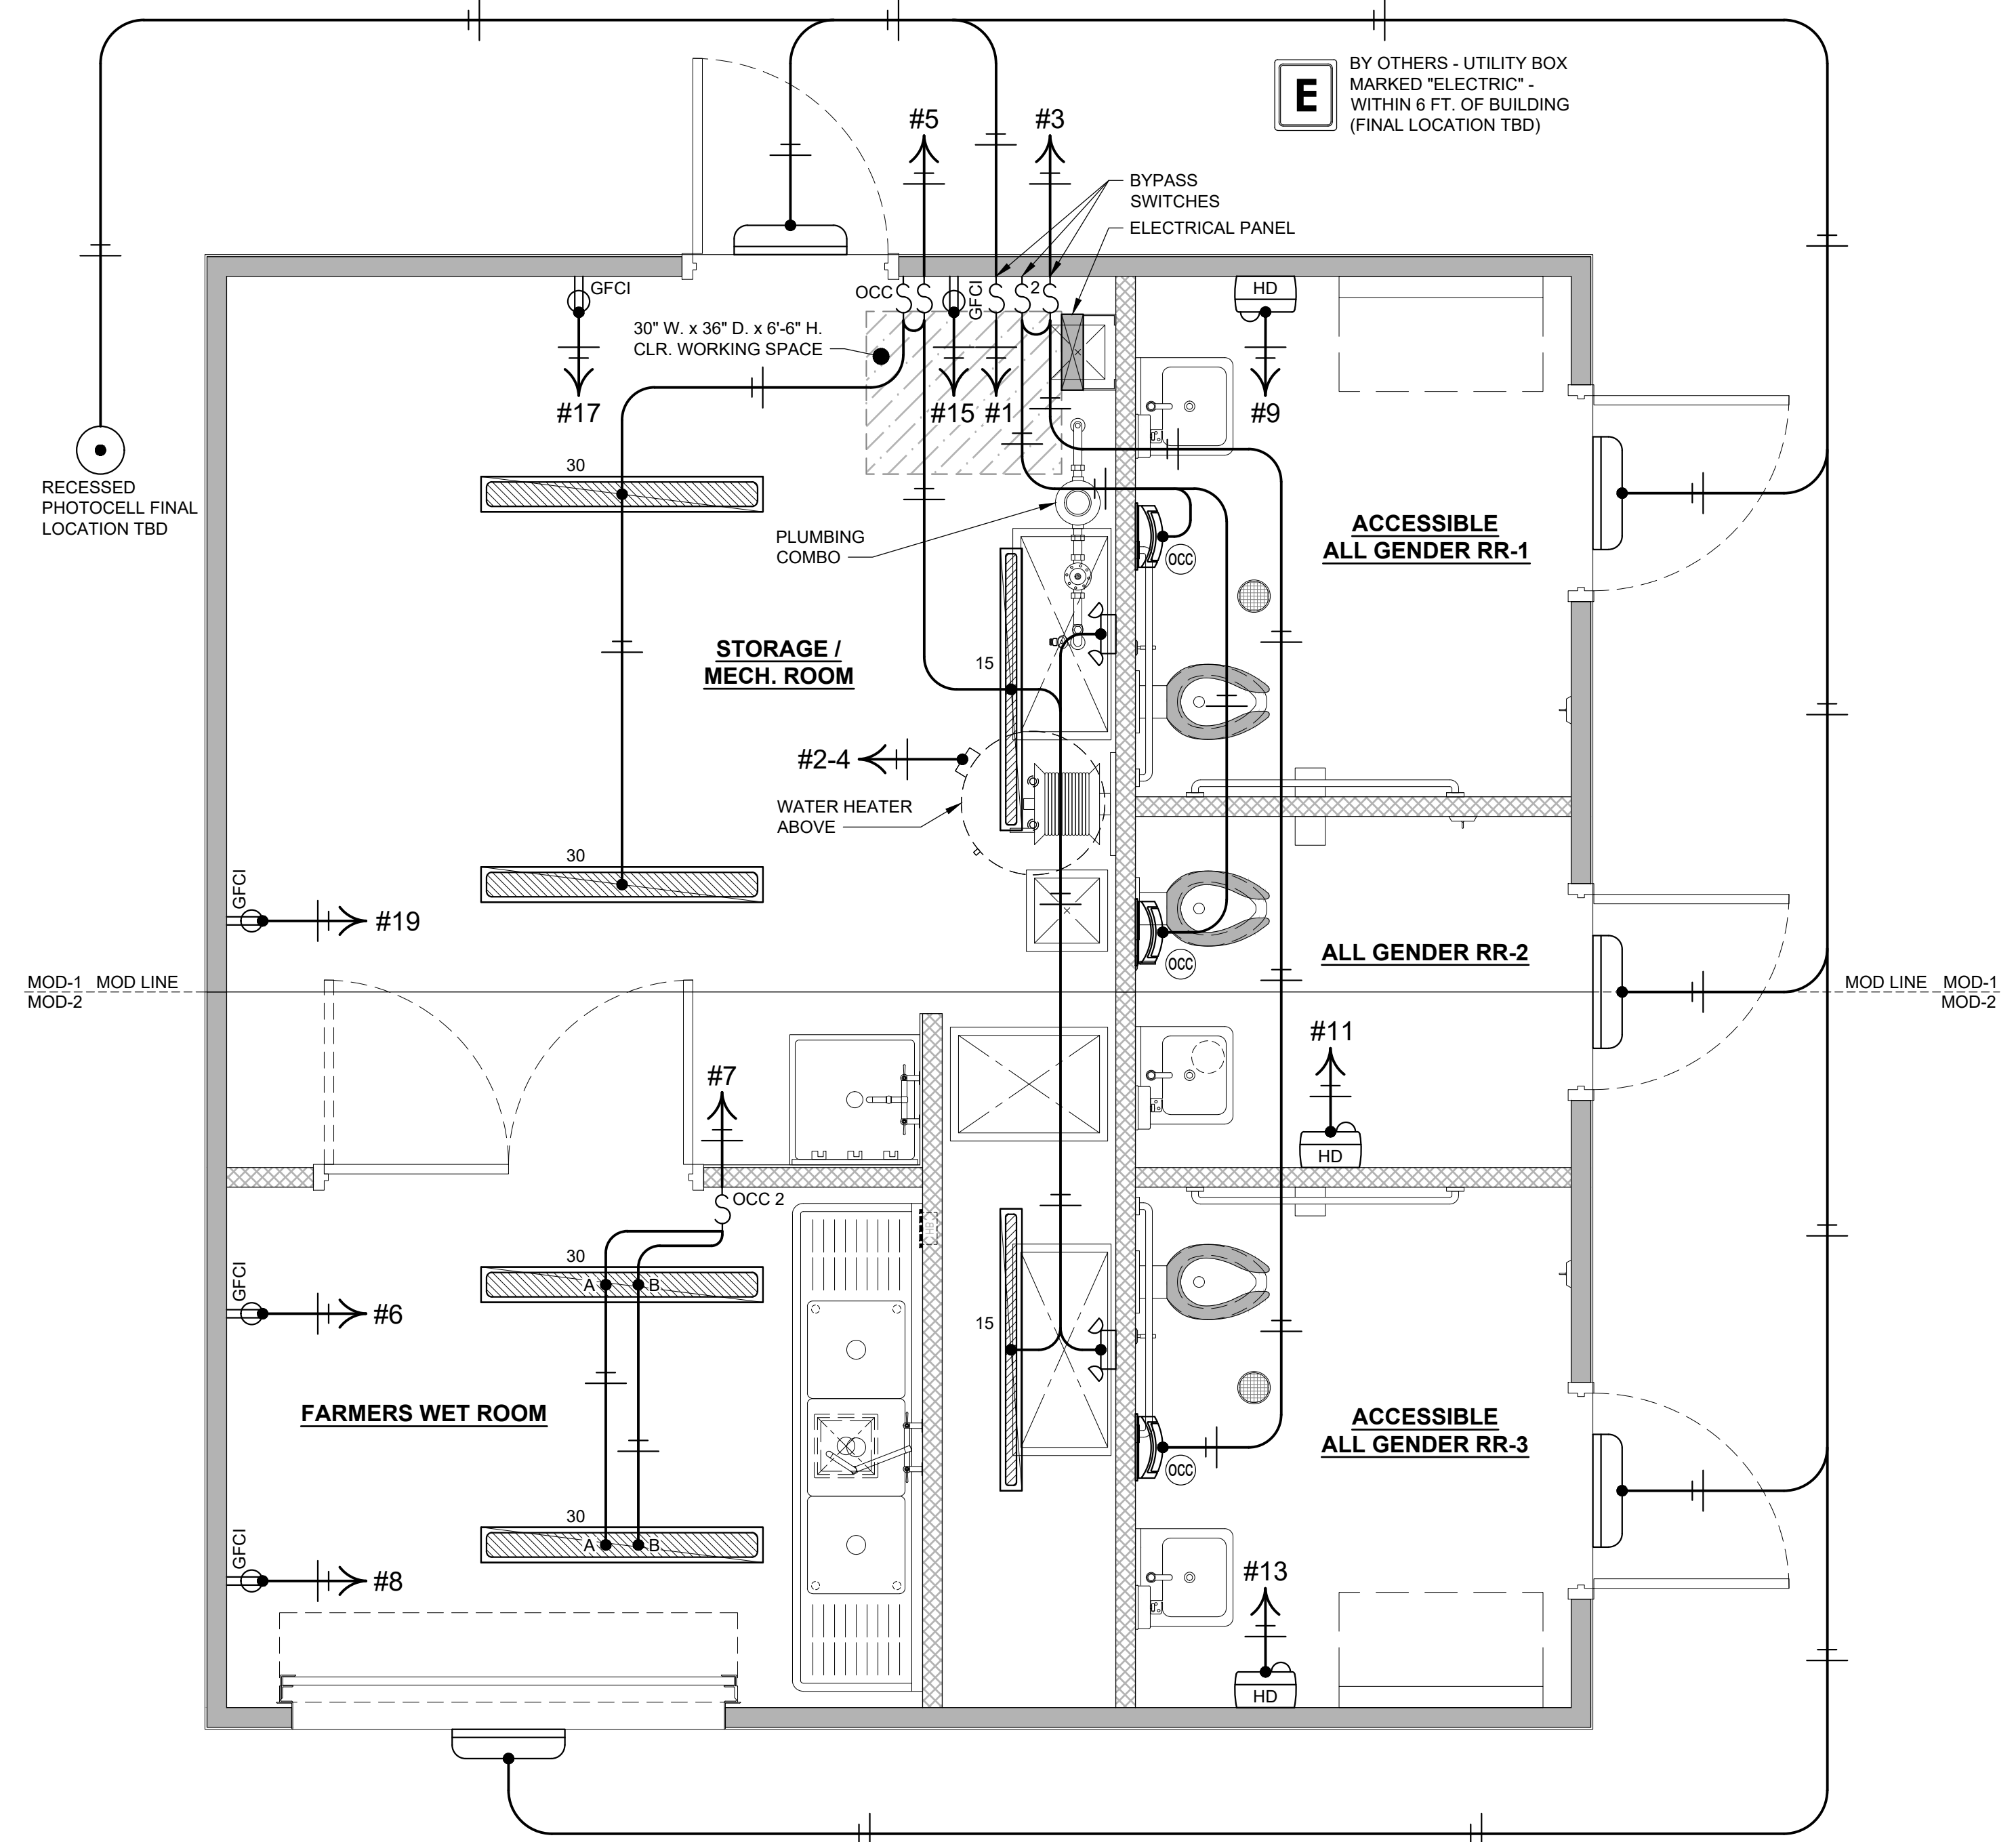 E
BY OTHERS - UTILITY BOX
MARKED "ELECTRIC" -
WITHIN 6 FT. OF BUILDING
(FINAL LOCATION TBD)
#5
#3
BYPASS
SWITCHES
ELECTRICAL PANEL
GFCI
OCC
GFCI
2
HD
30" W. x 36" D. x 6'-6" H.
CLR. WORKING SPACE
#17
#15
#1
#9
30
RECESSED
PHOTOCELL FINAL
LOCATION TBD
PLUMBING
COMBO
OCC
ACCESSIBLE
ALL GENDER RR-1
STORAGE /
MECH. ROOM
15
#2-4
WATER HEATER
ABOVE
30
GFCI
#19
OCC
ALL GENDER RR-2
MOD-1 MOD LINE
MOD-2
MOD LINE MOD-1
MOD-2
#11
#7
HD
OCC 2
HB
30
A
B
GFCI
#6
15
FARMERS WET ROOM
ACCESSIBLE
ALL GENDER RR-3
OCC
30
A
B
GFCI
#8
#13
HD